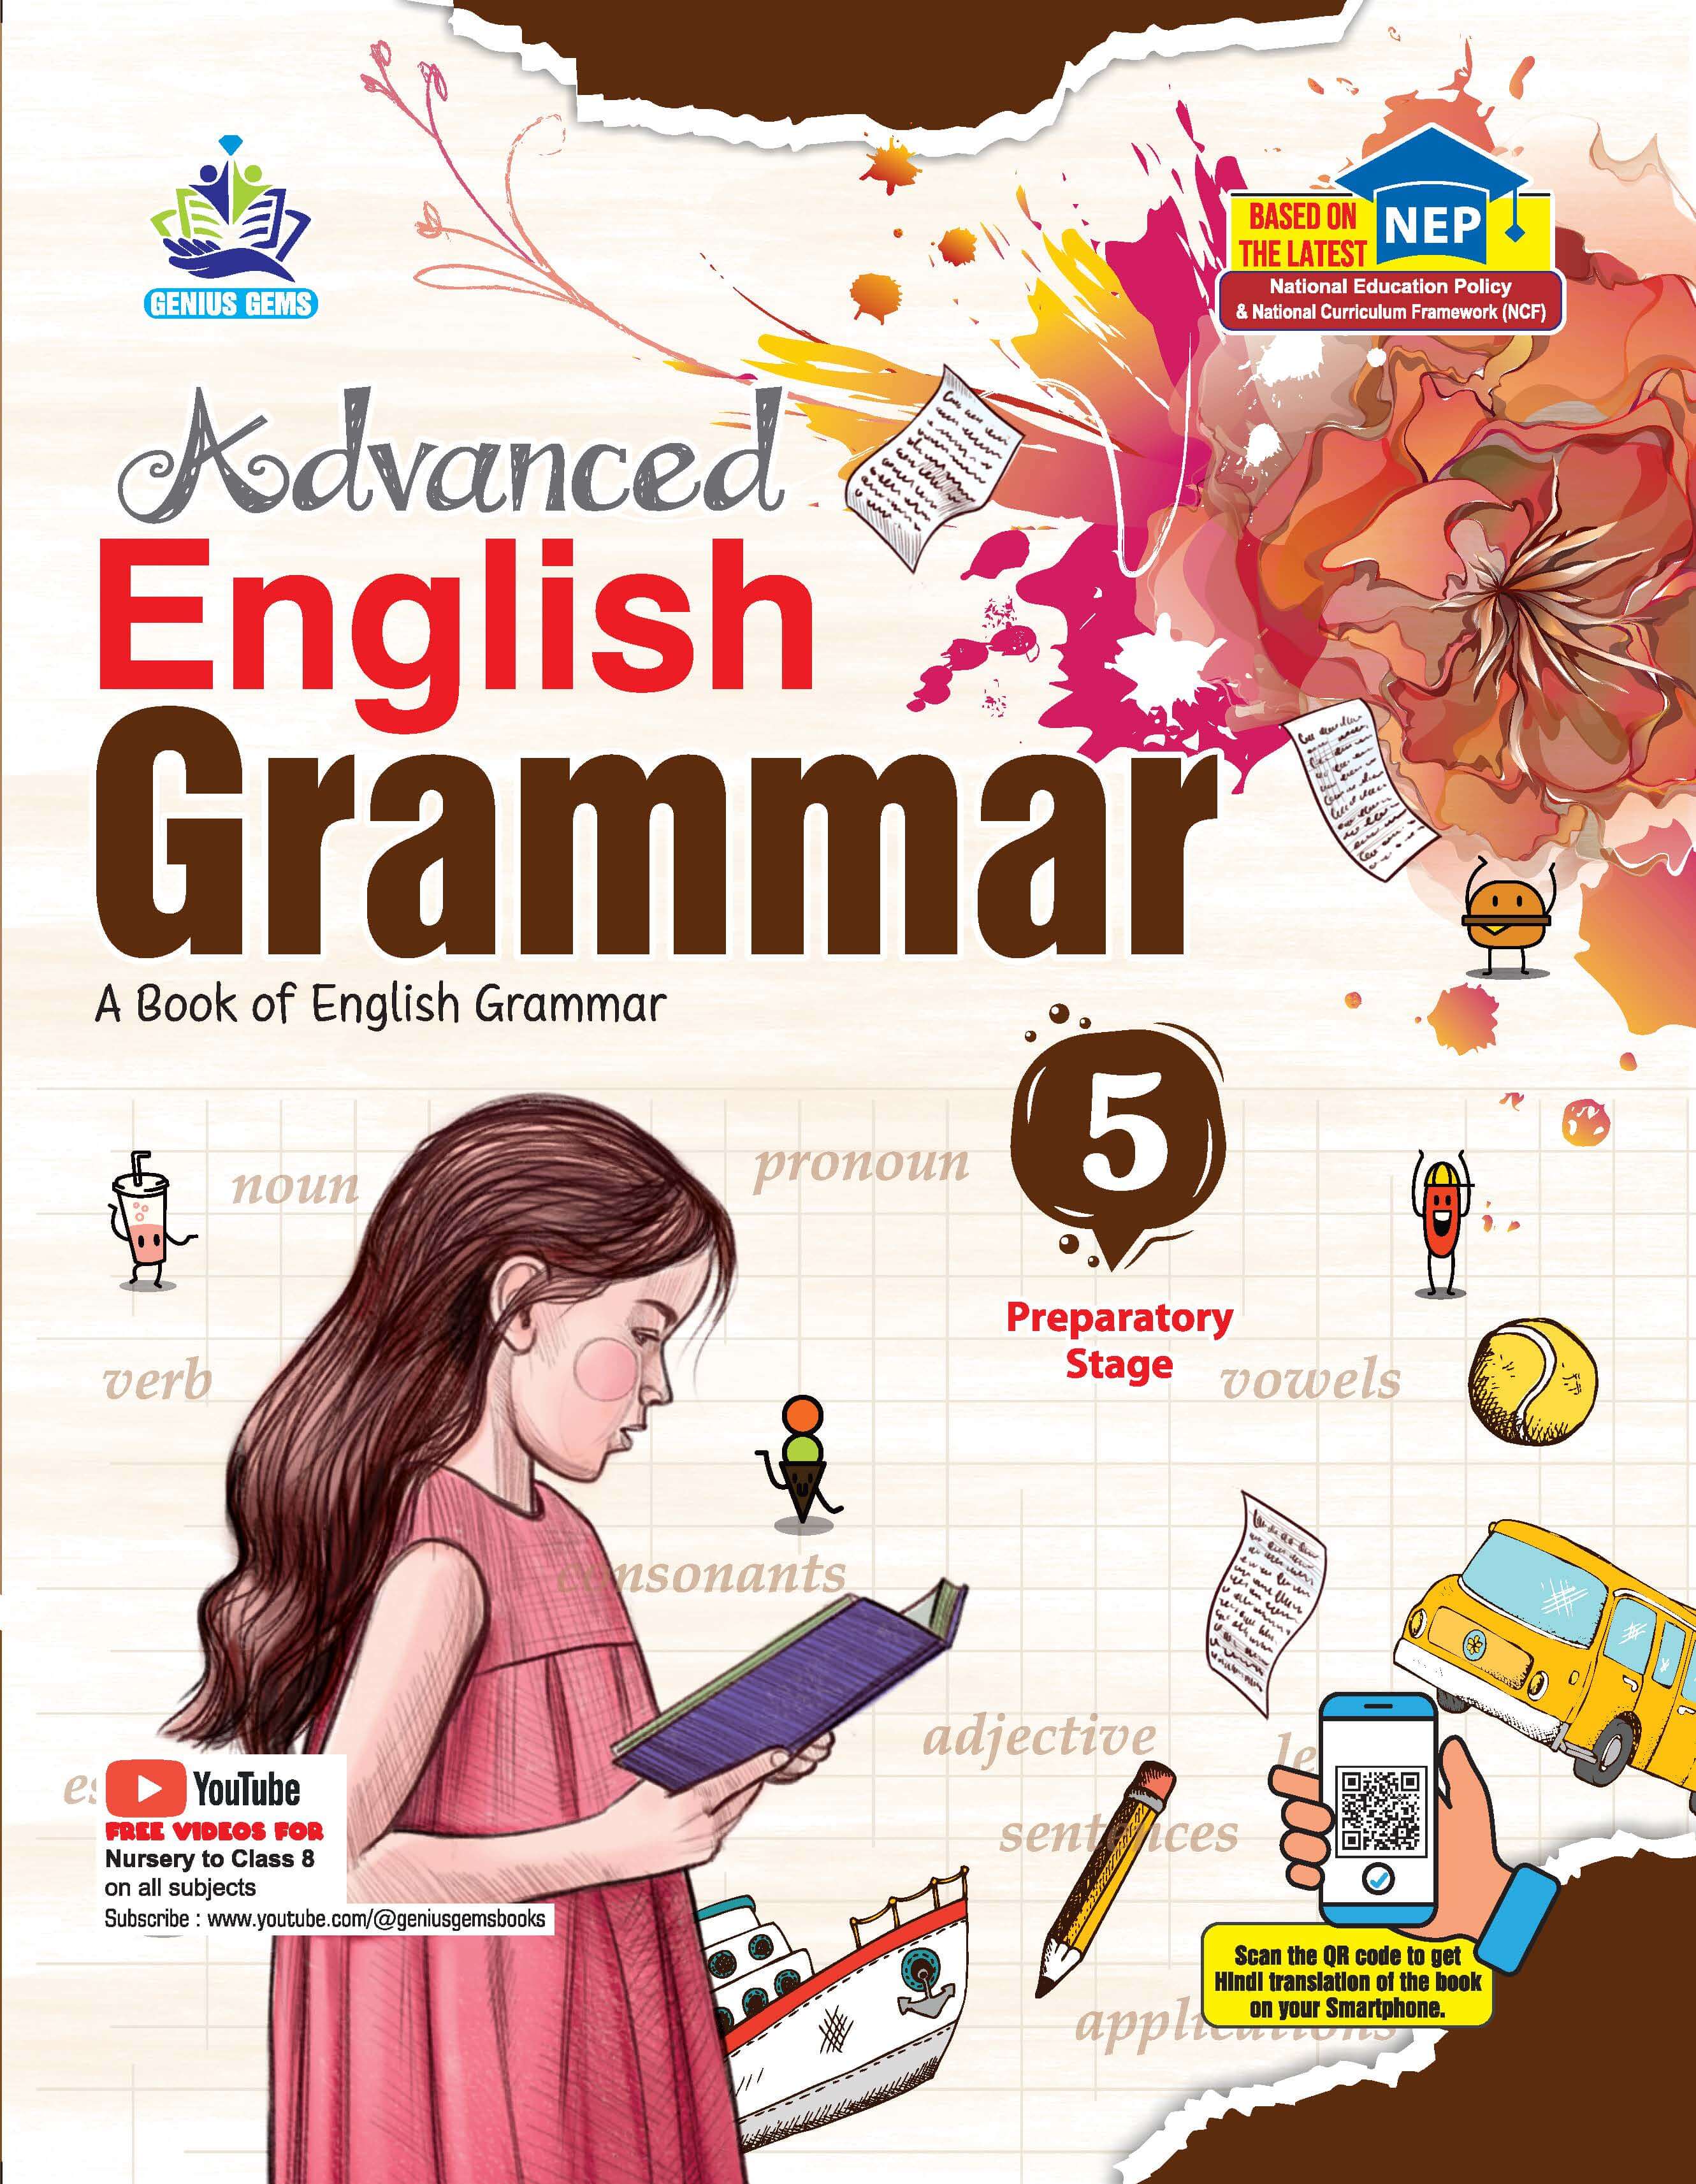 GENIUS GEMS
BASED ON
THE LATEST
NEP
National Education Policy
& National Curriculum Framework (NCF)
Advanced
English
Grammar
A Book of English Grammar
5
Preparatory
Stage
noun
pronoun
verb
vowels
consonants
adjective
le
sentences
applications
es
YouTube
FREE VIDEOS FOR
Nursery to Class 8
on all subjects
Subscribe : www.youtube.com/@geniusgemsbooks
Scan the QR code to get
Hindi translation of the book
on your Smartphone.